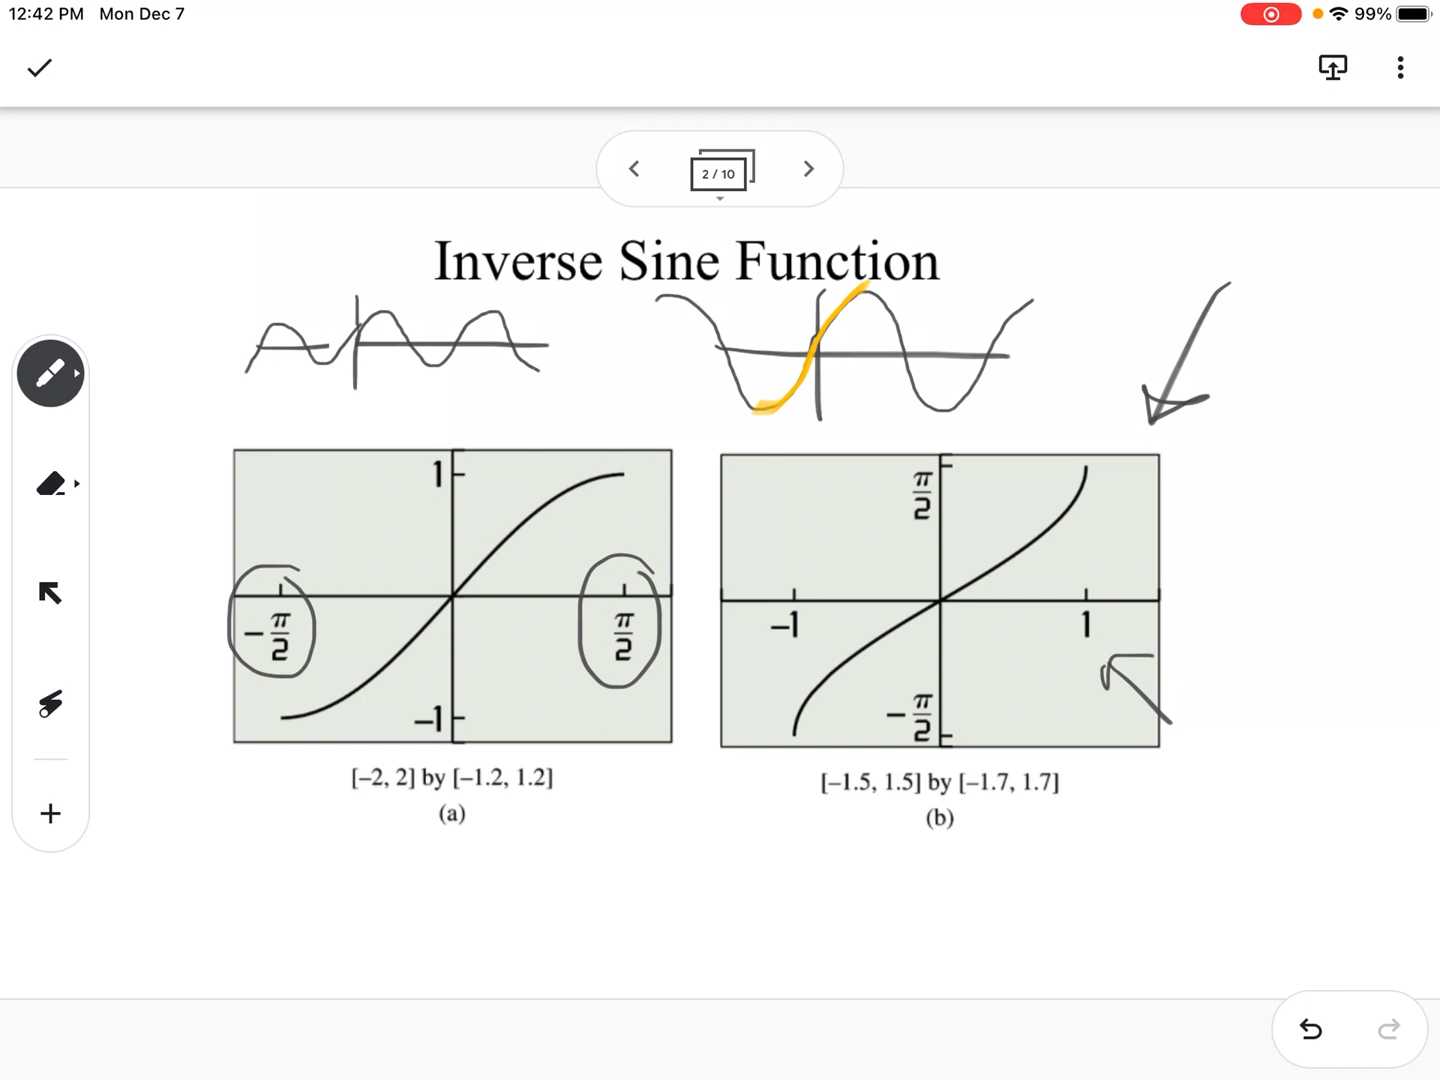 12:42 PM Mon Dec 7
99%
2 / 10
Inverse Sine Function
1
π
2
−π
2
π
2
−1
1
−1
−π
2
[−2, 2] by [−1.2, 1.2]
[−1.5, 1.5] by [−1.7, 1.7]
(a)
(b)